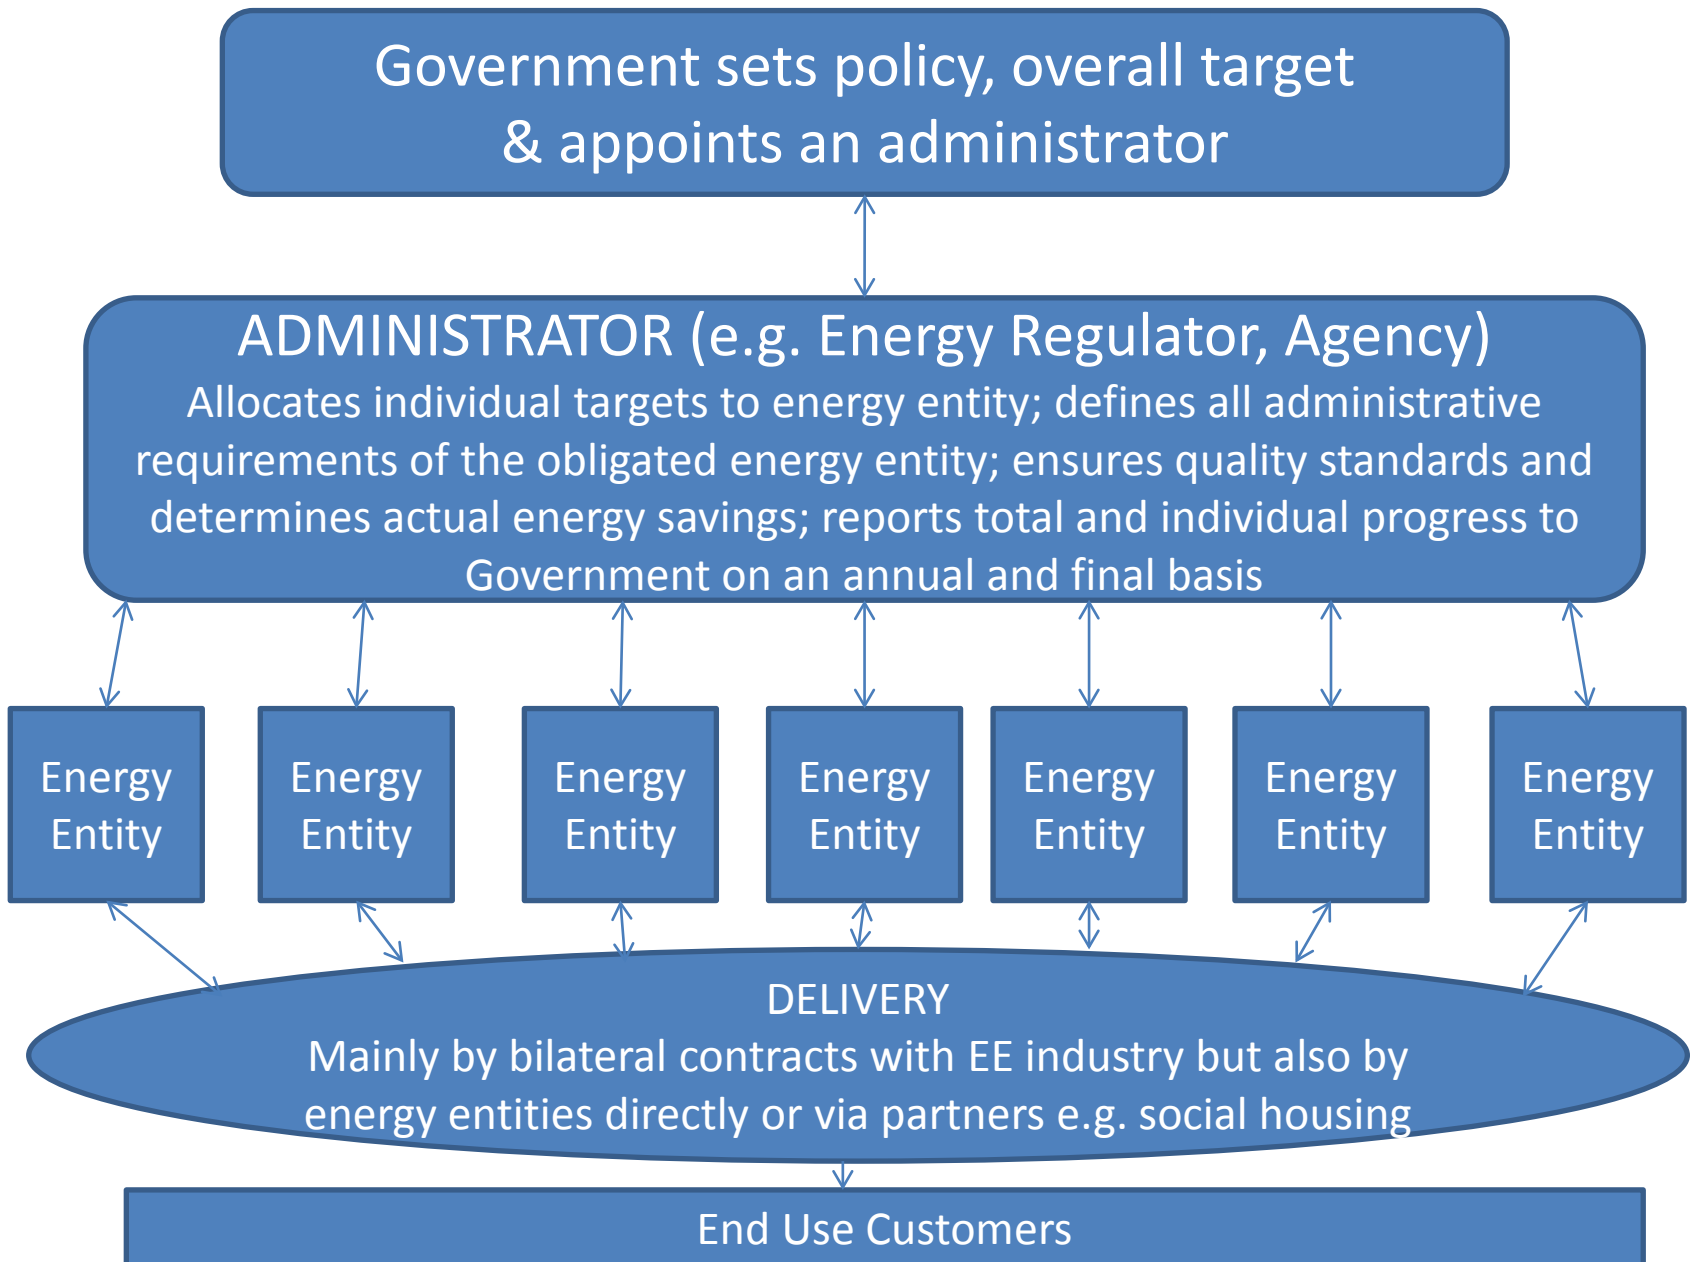 Government sets policy, overall target
& appoints an administrator
ADMINISTRATOR (e.g. Energy Regulator, Agency)
Allocates individual targets to energy entity; defines all administrative
requirements of the obligated energy entity; ensures quality standards and
determines actual energy savings; reports total and individual progress to
Government on an annual and final basis
Energy
Entity
Energy
Entity
Energy
Entity
Energy
Entity
Energy
Entity
Energy
Entity
Energy
Entity
DELIVERY
Mainly by bilateral contracts with EE industry but also by
energy entities directly or via partners e.g. social housing
End Use Customers